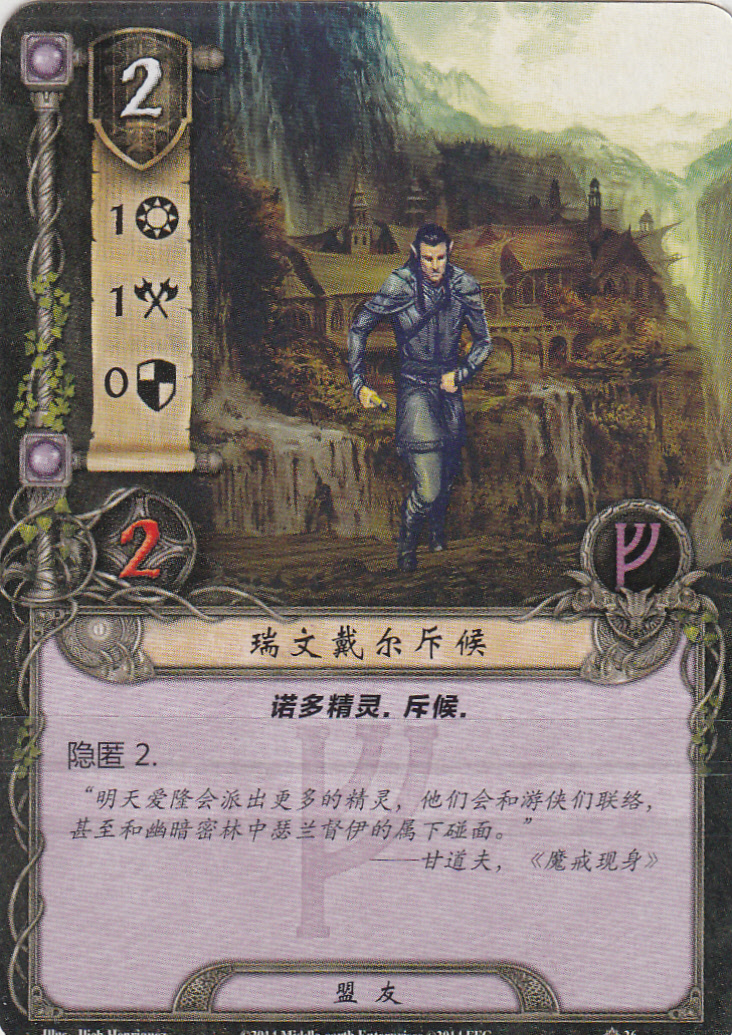 2
1
1
0
2
瑞文戴尔斥候
诺多精灵. 斥候.
隐匿 2.
“明天爱隆会派出更多的精灵，他们会和游侠们联络，
甚至和幽暗密林中瑟兰督伊的属下碰面。”
——甘道夫，《魔戒现身》
盟友